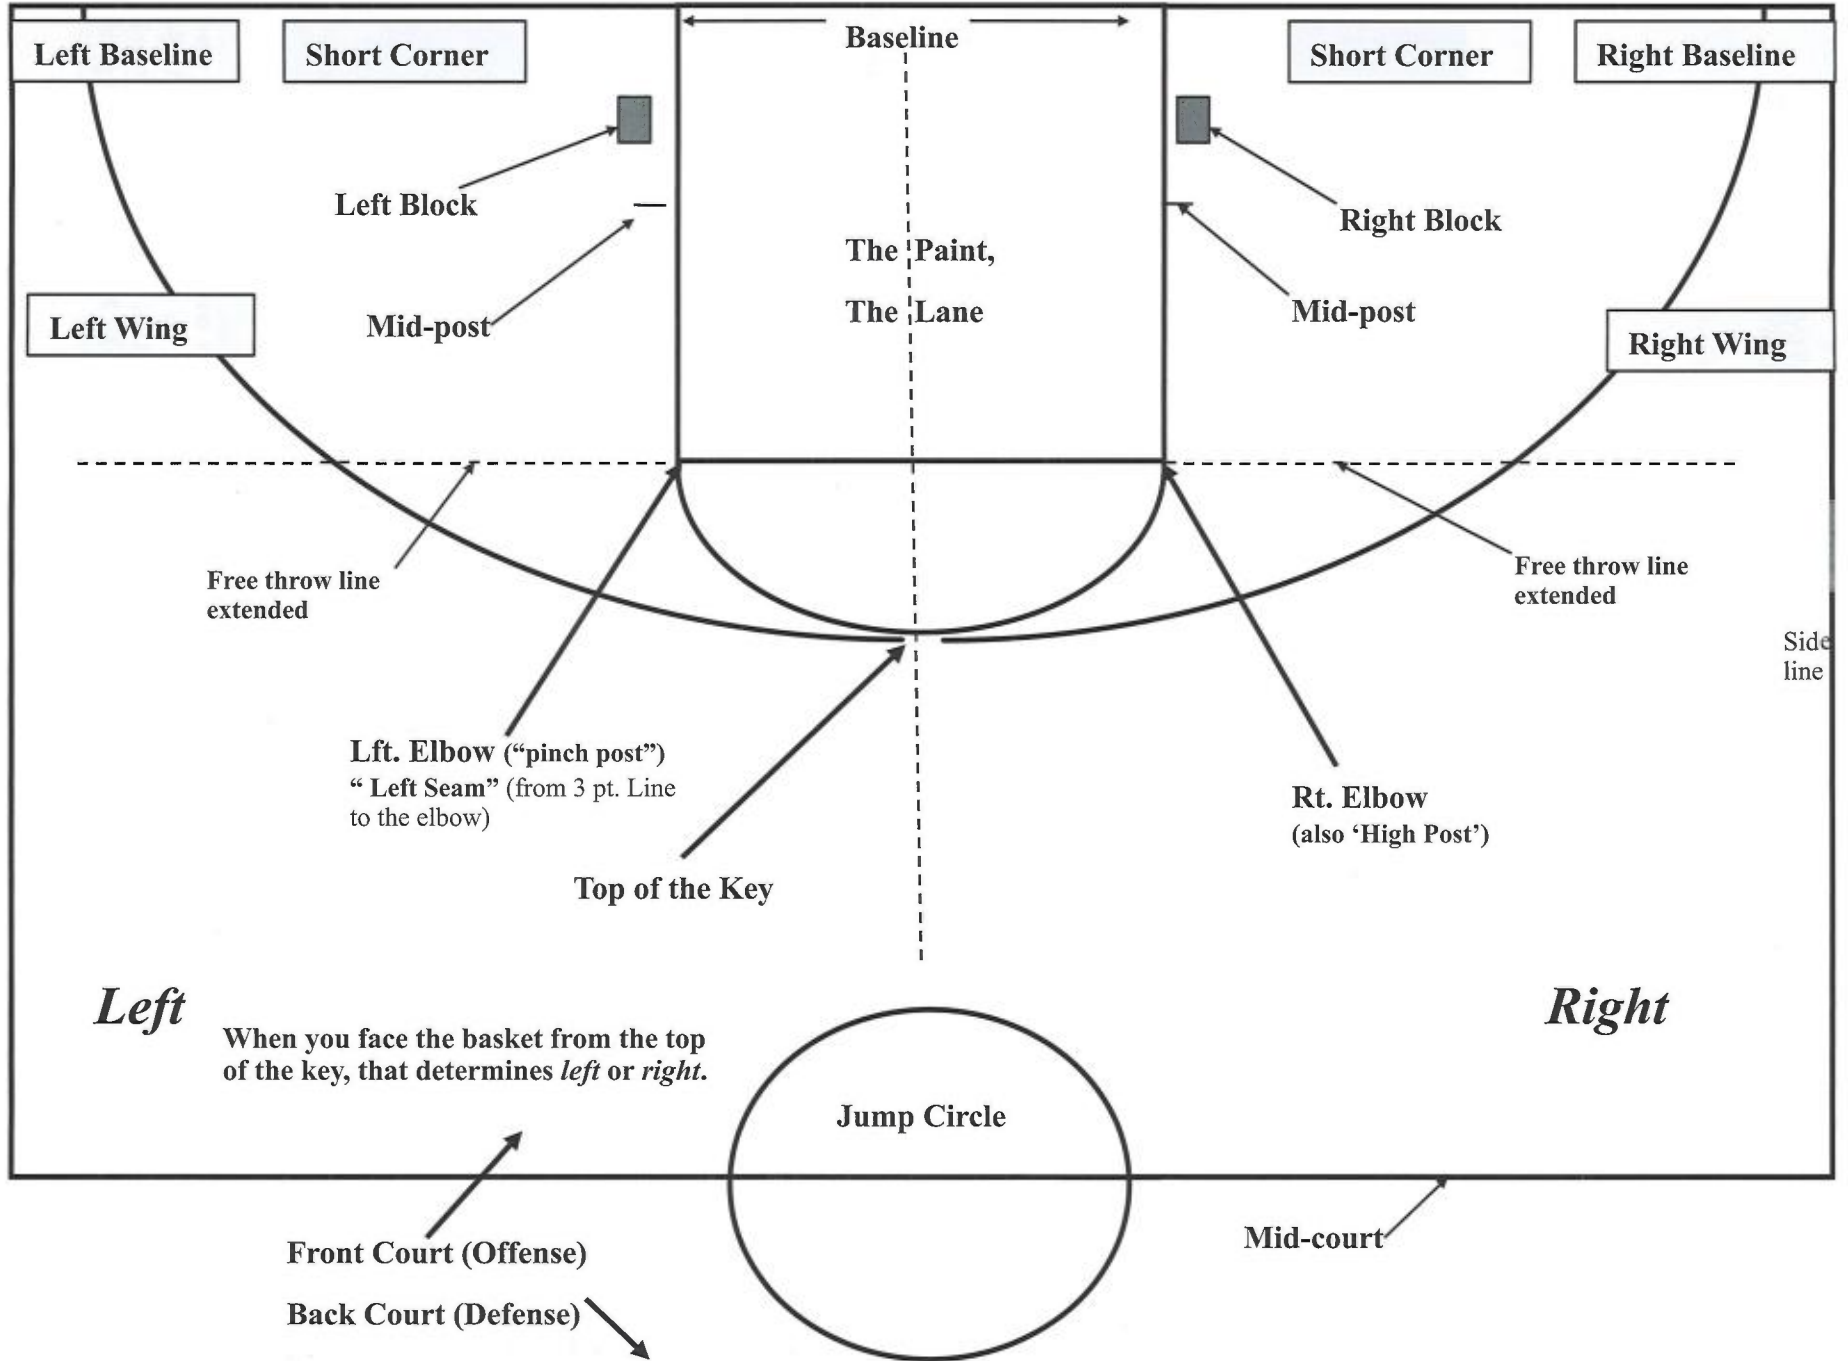 Left Baseline
Short Corner
Baseline
Short Corner
Right Baseline
Left Block
Right Block
The Paint,
The Lane
Mid-post
Mid-post
Left Wing
Right Wing
Free throw line
extended
Free throw line
extended
Side
line
Lft. Elbow (“pinch post”)
“ Left Seam” (from 3 pt. Line
to the elbow)
Rt. Elbow
(also ‘High Post’)
Top of the Key
Left
Right
When you face the basket from the top
of the key, that determines left or right.
Jump Circle
Mid-court
Front Court (Offense)
Back Court (Defense)